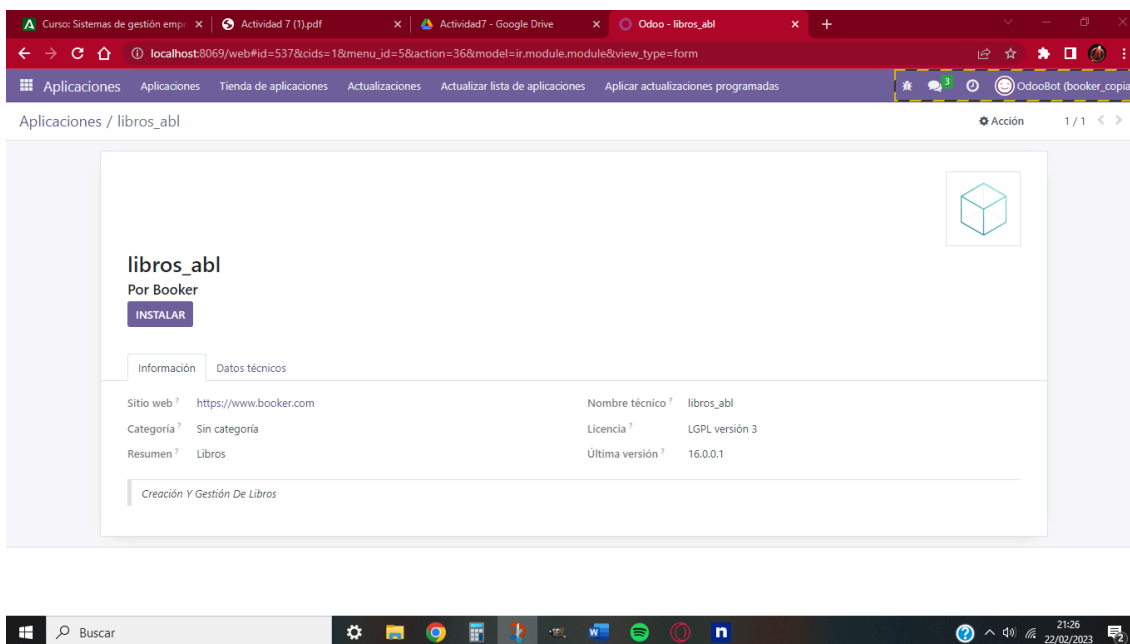 Curso: Sistemas de gestión empr
Actividad 7 (1).pdf
Actividad7 - Google Drive
Odoo - libros_abl
localhost:8069/web#id=537&cids=1&menu_id=5&action=36&model=ir.module.module&view_type=form
Aplicaciones Aplicaciones Tienda de aplicaciones Actualizaciones Actualizar lista de aplicaciones Aplicar actualizaciones programadas 3 OdooBot (booker_copia
Aplicaciones / libros_abl Acción 1 / 1
libros_abl
Por Booker
INSTALAR
Información Datos técnicos
Sitio web ? https://www.booker.com Nombre técnico ? libros_abl
Categoría ? Sin categoría Licencia ? LGPL versión 3
Resumen ? Libros Última versión ? 16.0.0.1
Creación Y Gestión De Libros
Buscar 21:26
22/02/2023